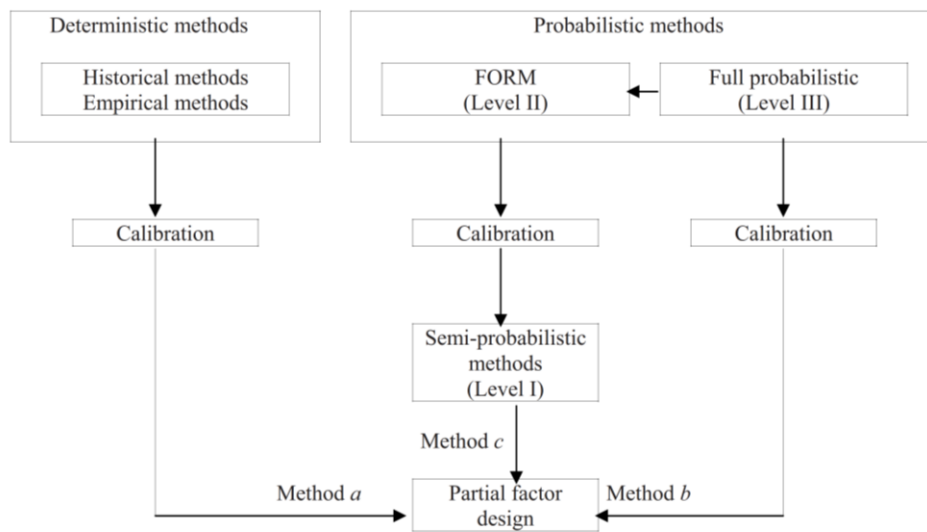 Deterministic methods
Probabilistic methods
Historical methods
Empirical methods
FORM
(Level II)
Full probabilistic
(Level III)
Calibration
Calibration
Calibration
Semi-probabilistic
methods
(Level I)
Method c
Method a
Partial factor
design
Method b